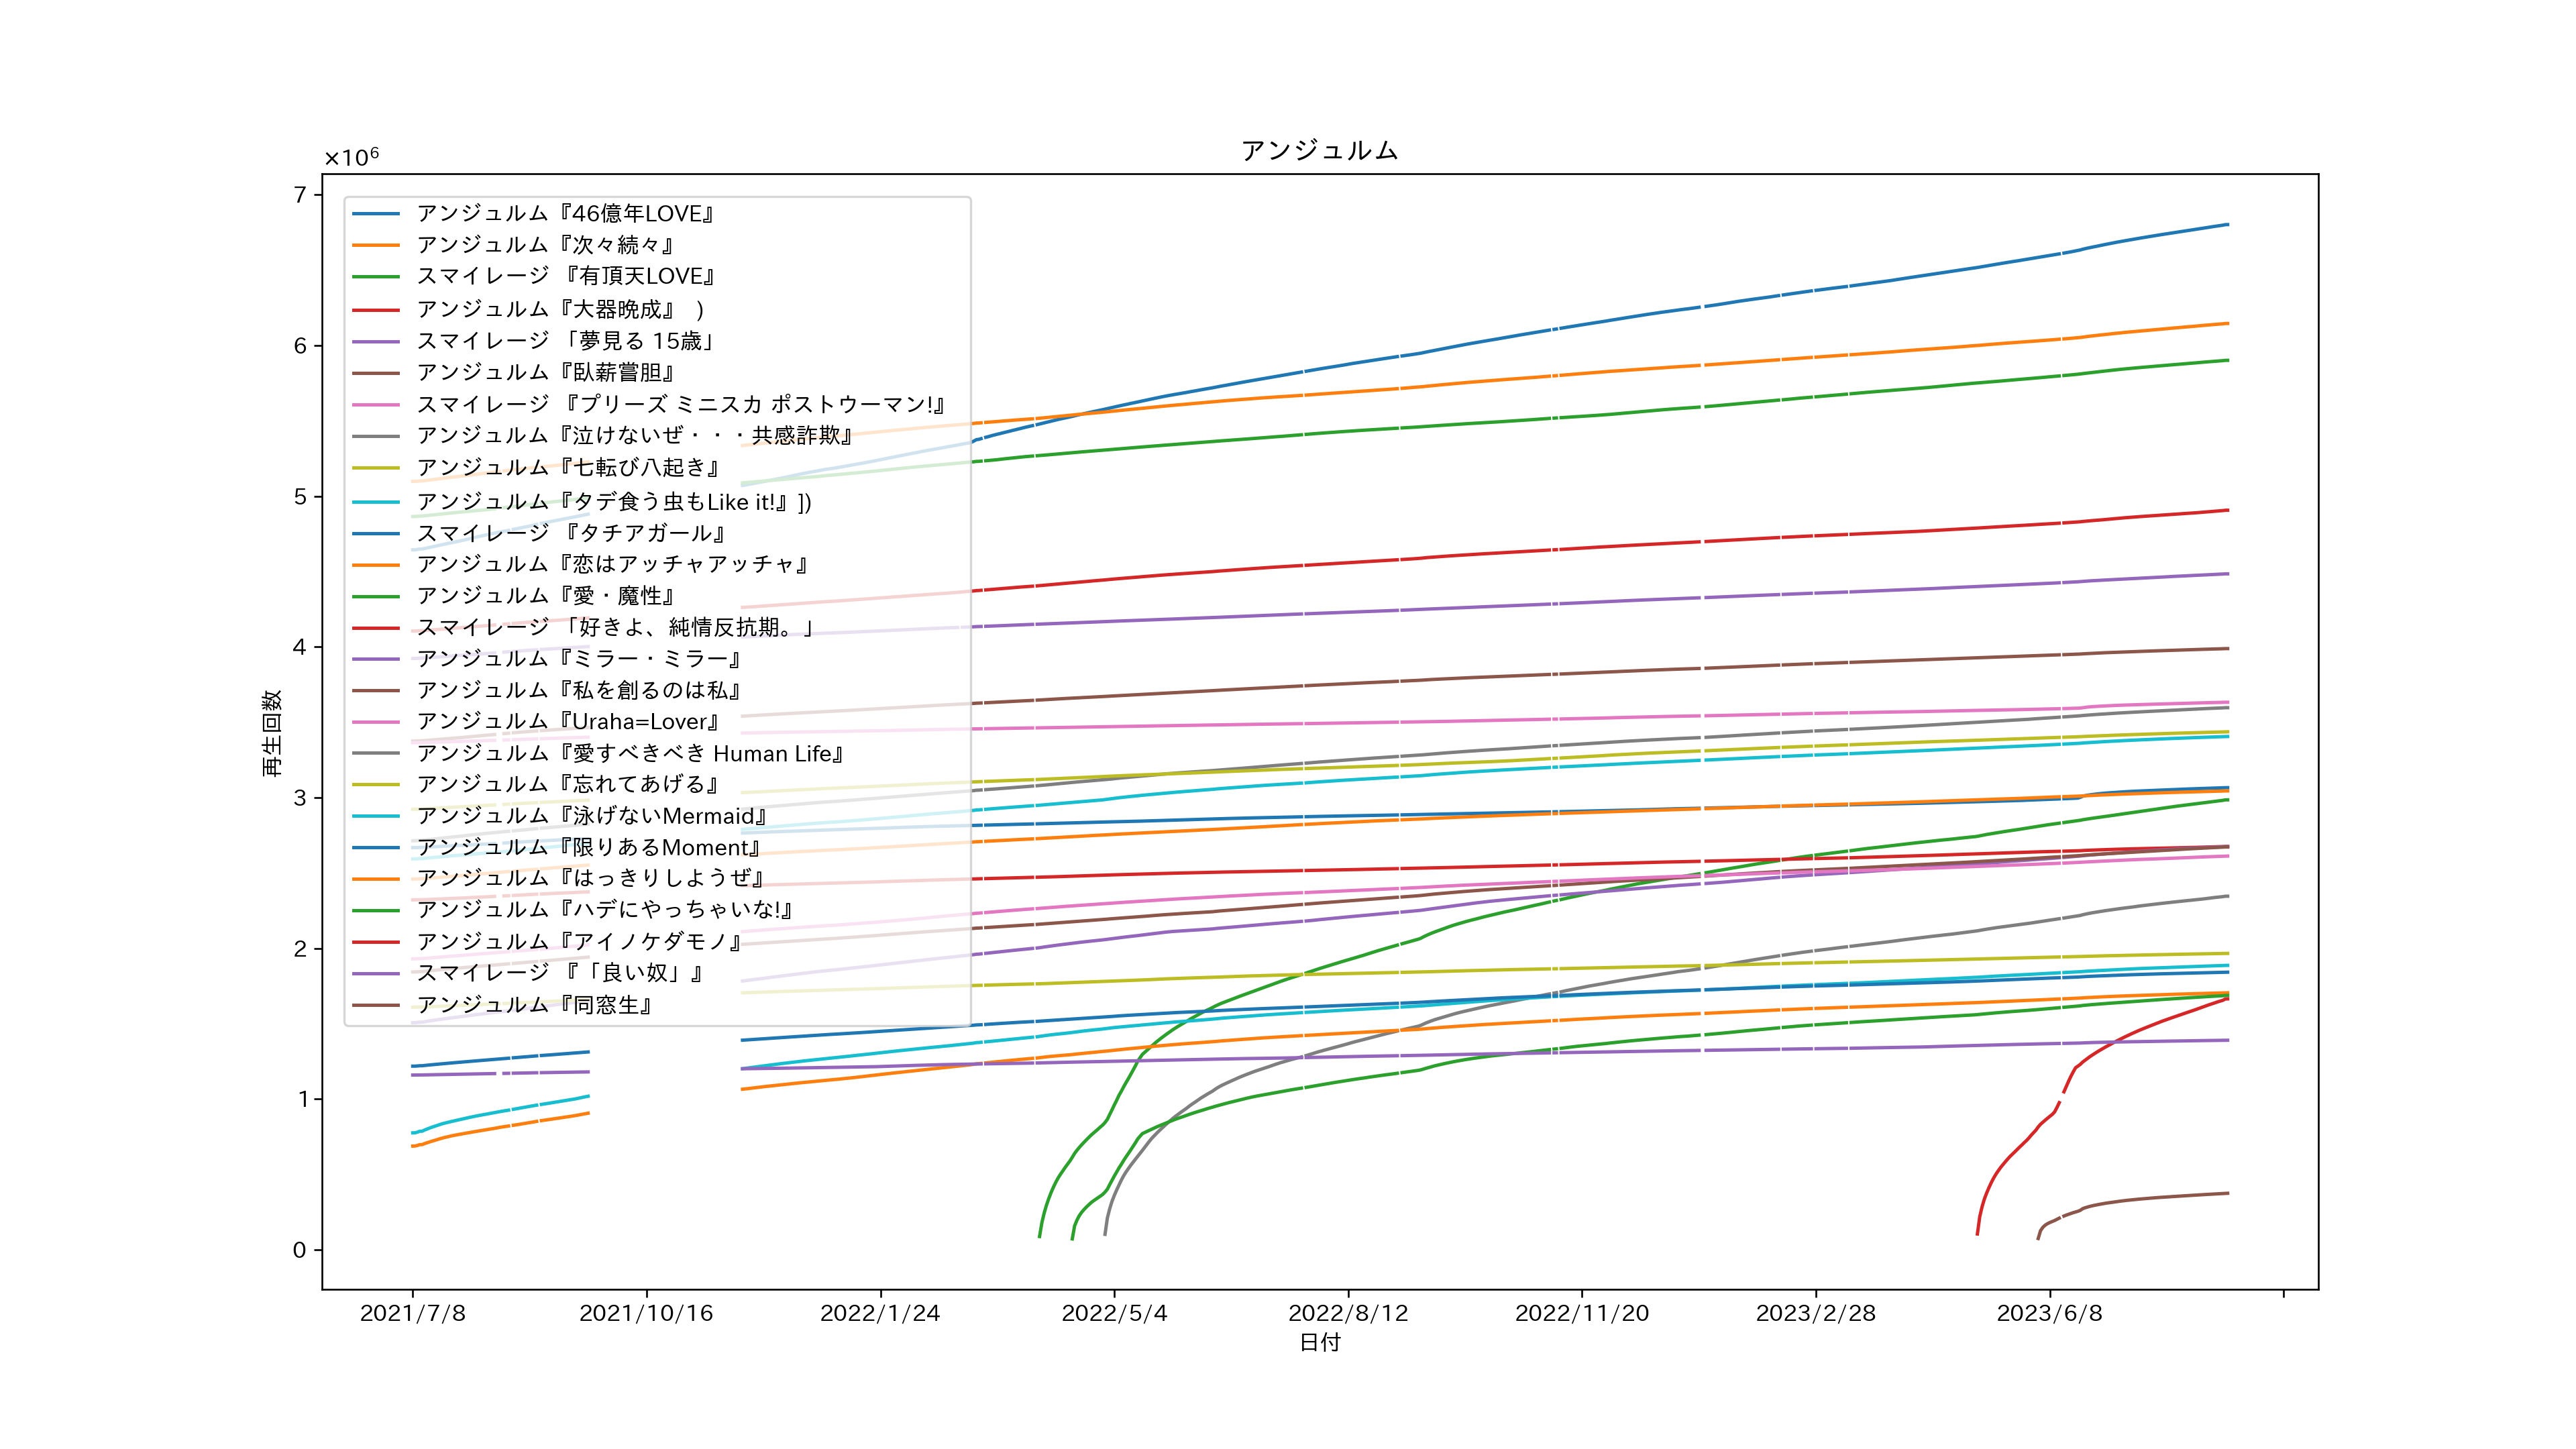 アンジュルム
×10⁶
7
6
5
4
3
2
1
0
再生回数
アンジュルム『46億年LOVE』
アンジュルム『次々続々』
スマイレージ 『有頂天LOVE』
アンジュルム『大器晩成』 )
スマイレージ 「夢見る 15歳」
アンジュルム『臥薪嘗胆』
スマイレージ 『プリーズ ミニスカ ポストウーマン!』
アンジュルム『泣けないぜ・・・共感詐欺』
アンジュルム『七転び八起き』
アンジュルム『タデ食う虫もLike it!』])
スマイレージ 『タチアガール』
アンジュルム『恋はアッチャアッチャ』
アンジュルム『愛・魔性』
スマイレージ 「好きよ、純情反抗期。」
アンジュルム『ミラー・ミラー』
アンジュルム『私を創るのは私』
アンジュルム『Uraha=Lover』
アンジュルム『愛すべきべき Human Life』
アンジュルム『忘れてあげる』
アンジュルム『泳げないMermaid』
アンジュルム『限りあるMoment』
アンジュルム『はっきりしようぜ』
アンジュルム『ハデにやっちゃいな!』
アンジュルム『アイノケダモノ』
スマイレージ 『「良い奴」』
アンジュルム『同窓生』
2021/7/8 2021/10/16 2022/1/24 2022/5/4 2022/8/12 2022/11/20 2023/2/28 2023/6/8
日付